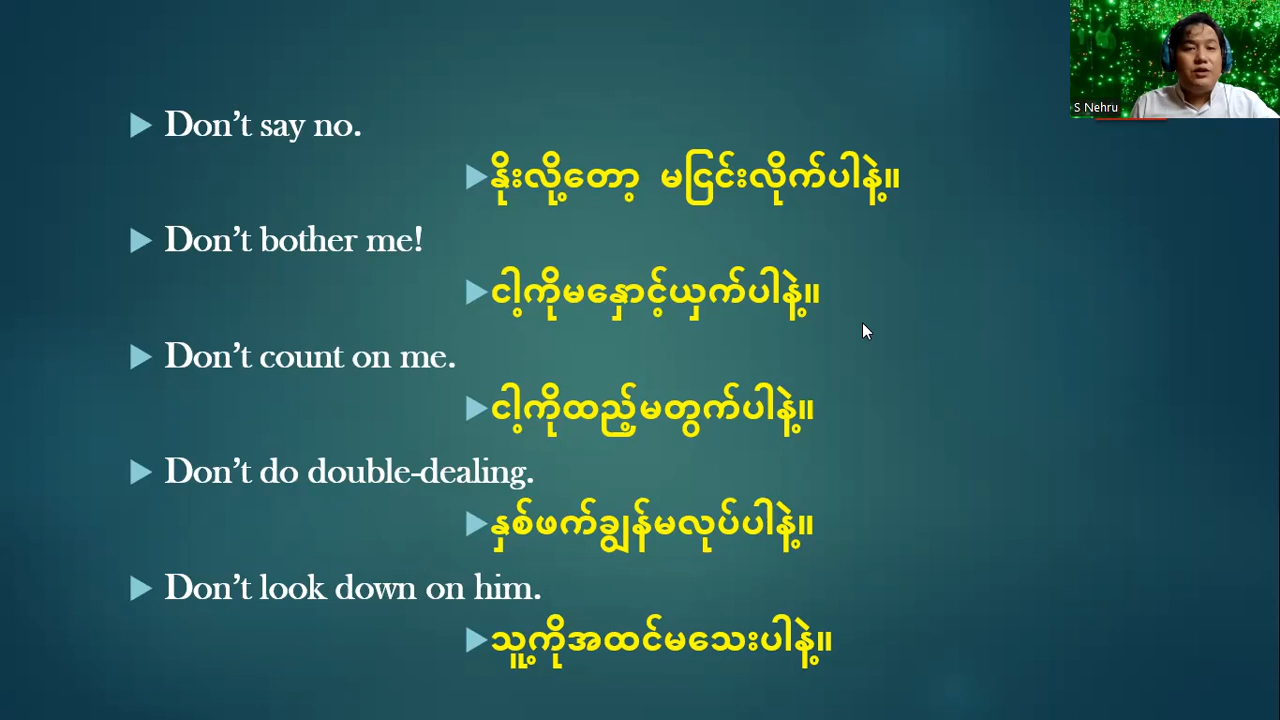 S Nehru
Don't say no.
နိုးလို့တော့ မငြင်းလိုက်ပါနဲ့။
Don't bother me!
ငါ့ကိုမနှောင့်ယှက်ပါနဲ့။
Don't count on me.
ငါ့ကိုထည့်မတွက်ပါနဲ့။
Don't do double-dealing.
နှစ်ဖက်ချွန်မလုပ်ပါနဲ့။
Don't look down on him.
သူ့ကိုအထင်မသေးပါနဲ့။